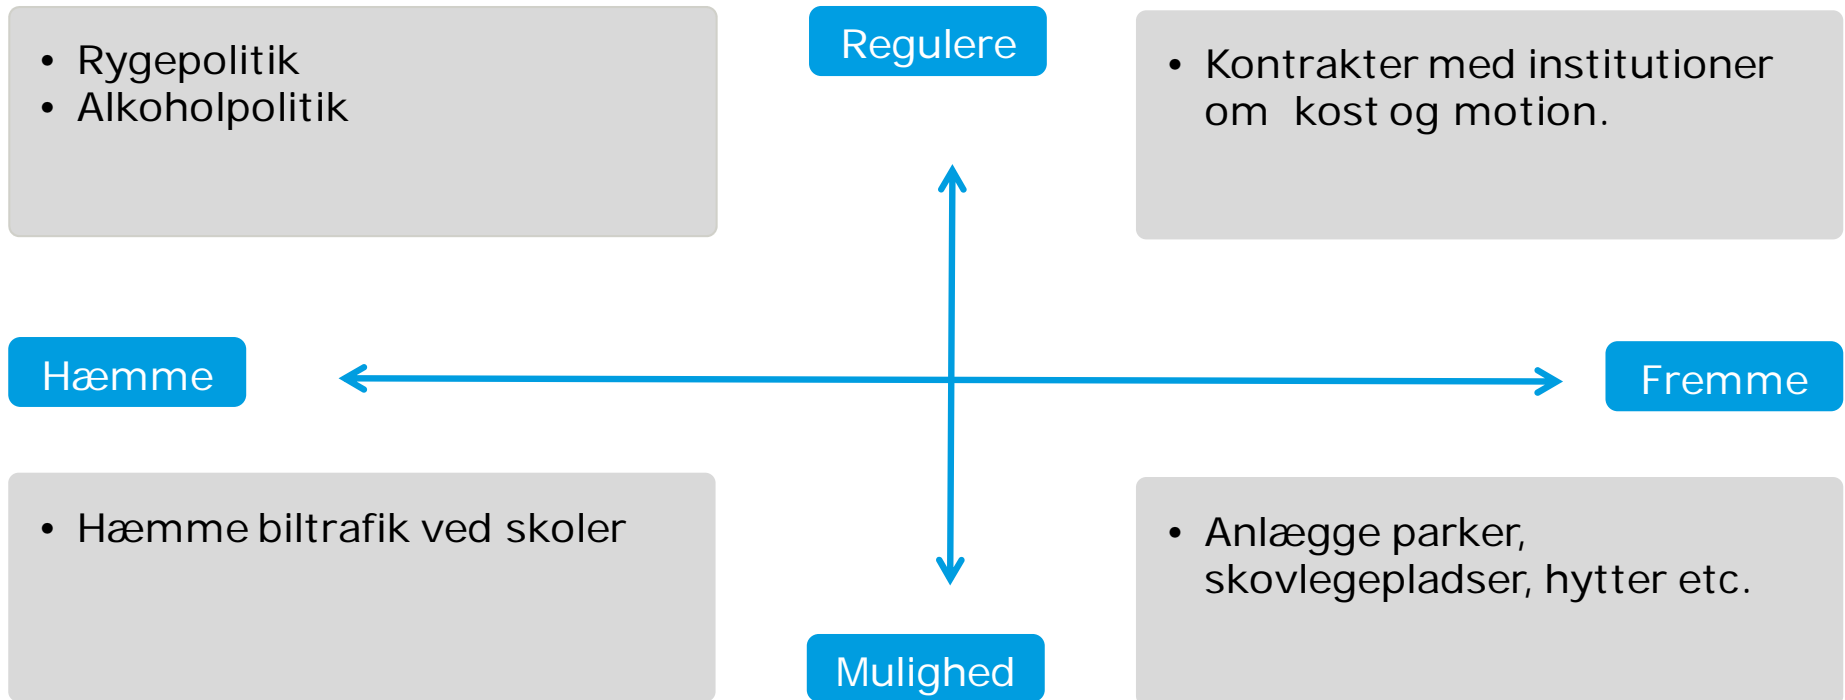 • Rygepolitik
• Alkoholpolitik
Regulere
• Kontrakter med institutioner
om kost og motion.
Hæmme
Fremme
• Hæmme biltrafik ved skoler
• Anlægge parker,
skovlegepladser, hytter etc.
Mulighed